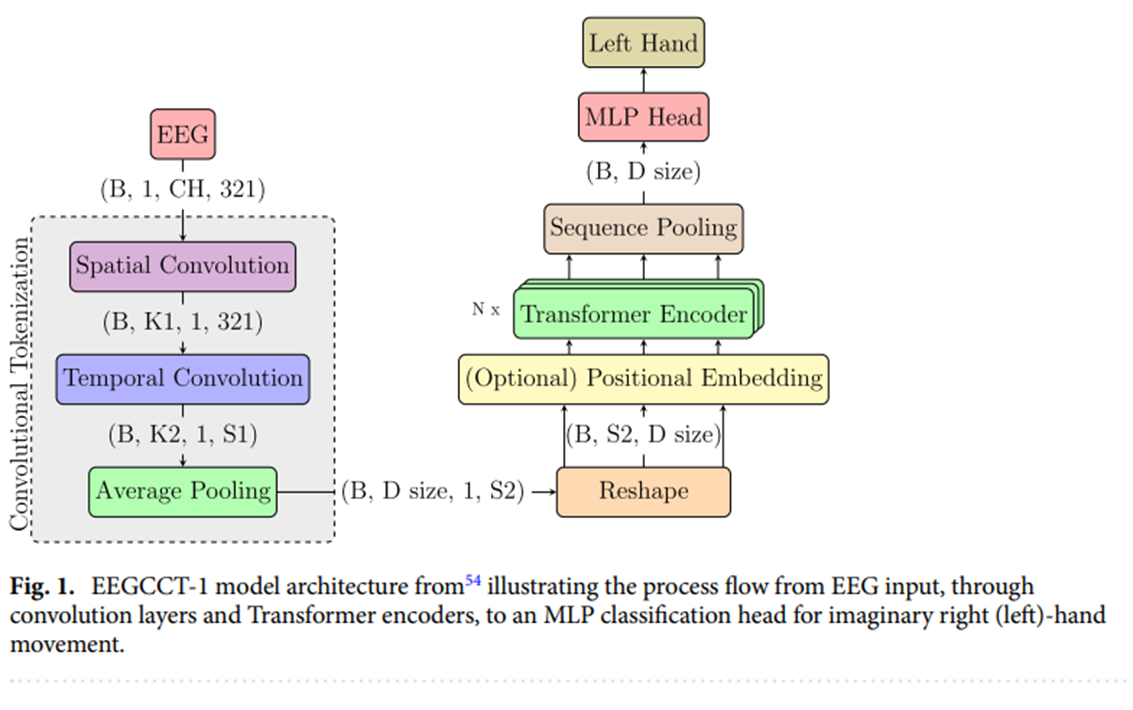 EEG
(B, 1, CH, 321)
Convolutional Tokenization
Spatial Convolution
(B, K1, 1, 321)
Temporal Convolution
(B, K2, 1, S1)
Average Pooling
(B, D size, 1, S2)
Reshape
(B, S2, D size)
(Optional) Positional Embedding
N x
Transformer Encoder
Sequence Pooling
(B, D size)
MLP Head
Left Hand
Fig. 1. EEGCCT-1 model architecture from54 illustrating the process flow from EEG input, through
convolution layers and Transformer encoders, to an MLP classification head for imaginary right (left)-hand
movement.